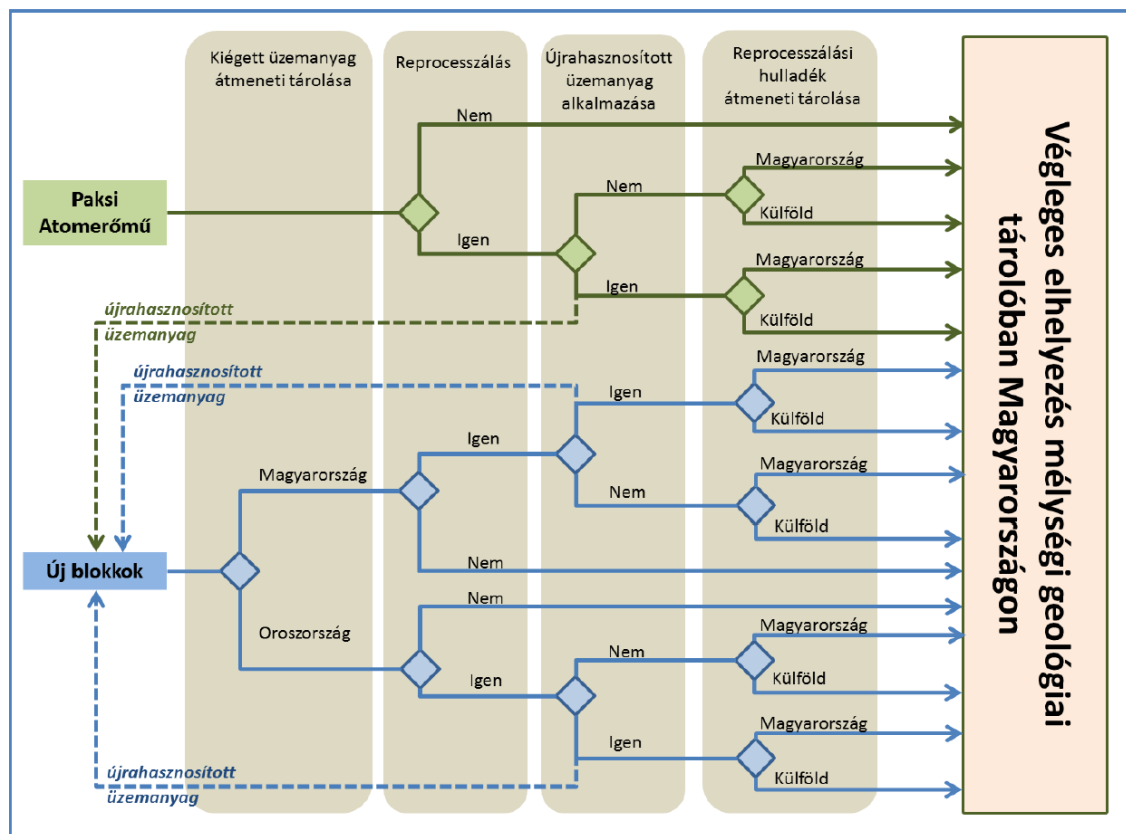 Kiégett üzemanyag
átmeneti tárolása
Reprocesszálás
Újrahasznosított
üzemanyag
alkalmazása
Reprocesszálási
hulladék
átmeneti tárolása
Végleges elhelyezés mélységi geológiai
tárolóban Magyarországon
Nem
Magyarország
Nem
Paksi
Atomerőmű
Külföld
Igen
Magyarország
Igen
újrahasznosított
üzemanyag
Külföld
Magyarország
újrahasznosított
üzemanyag
Igen
Külföld
Igen
Magyarország
Magyarország
Nem
Külföld
Nem
Új blokkok
Nem
Magyarország
Oroszország
Nem
Igen
Külföld
Magyarország
Igen
újrahasznosított
üzemanyag
Külföld